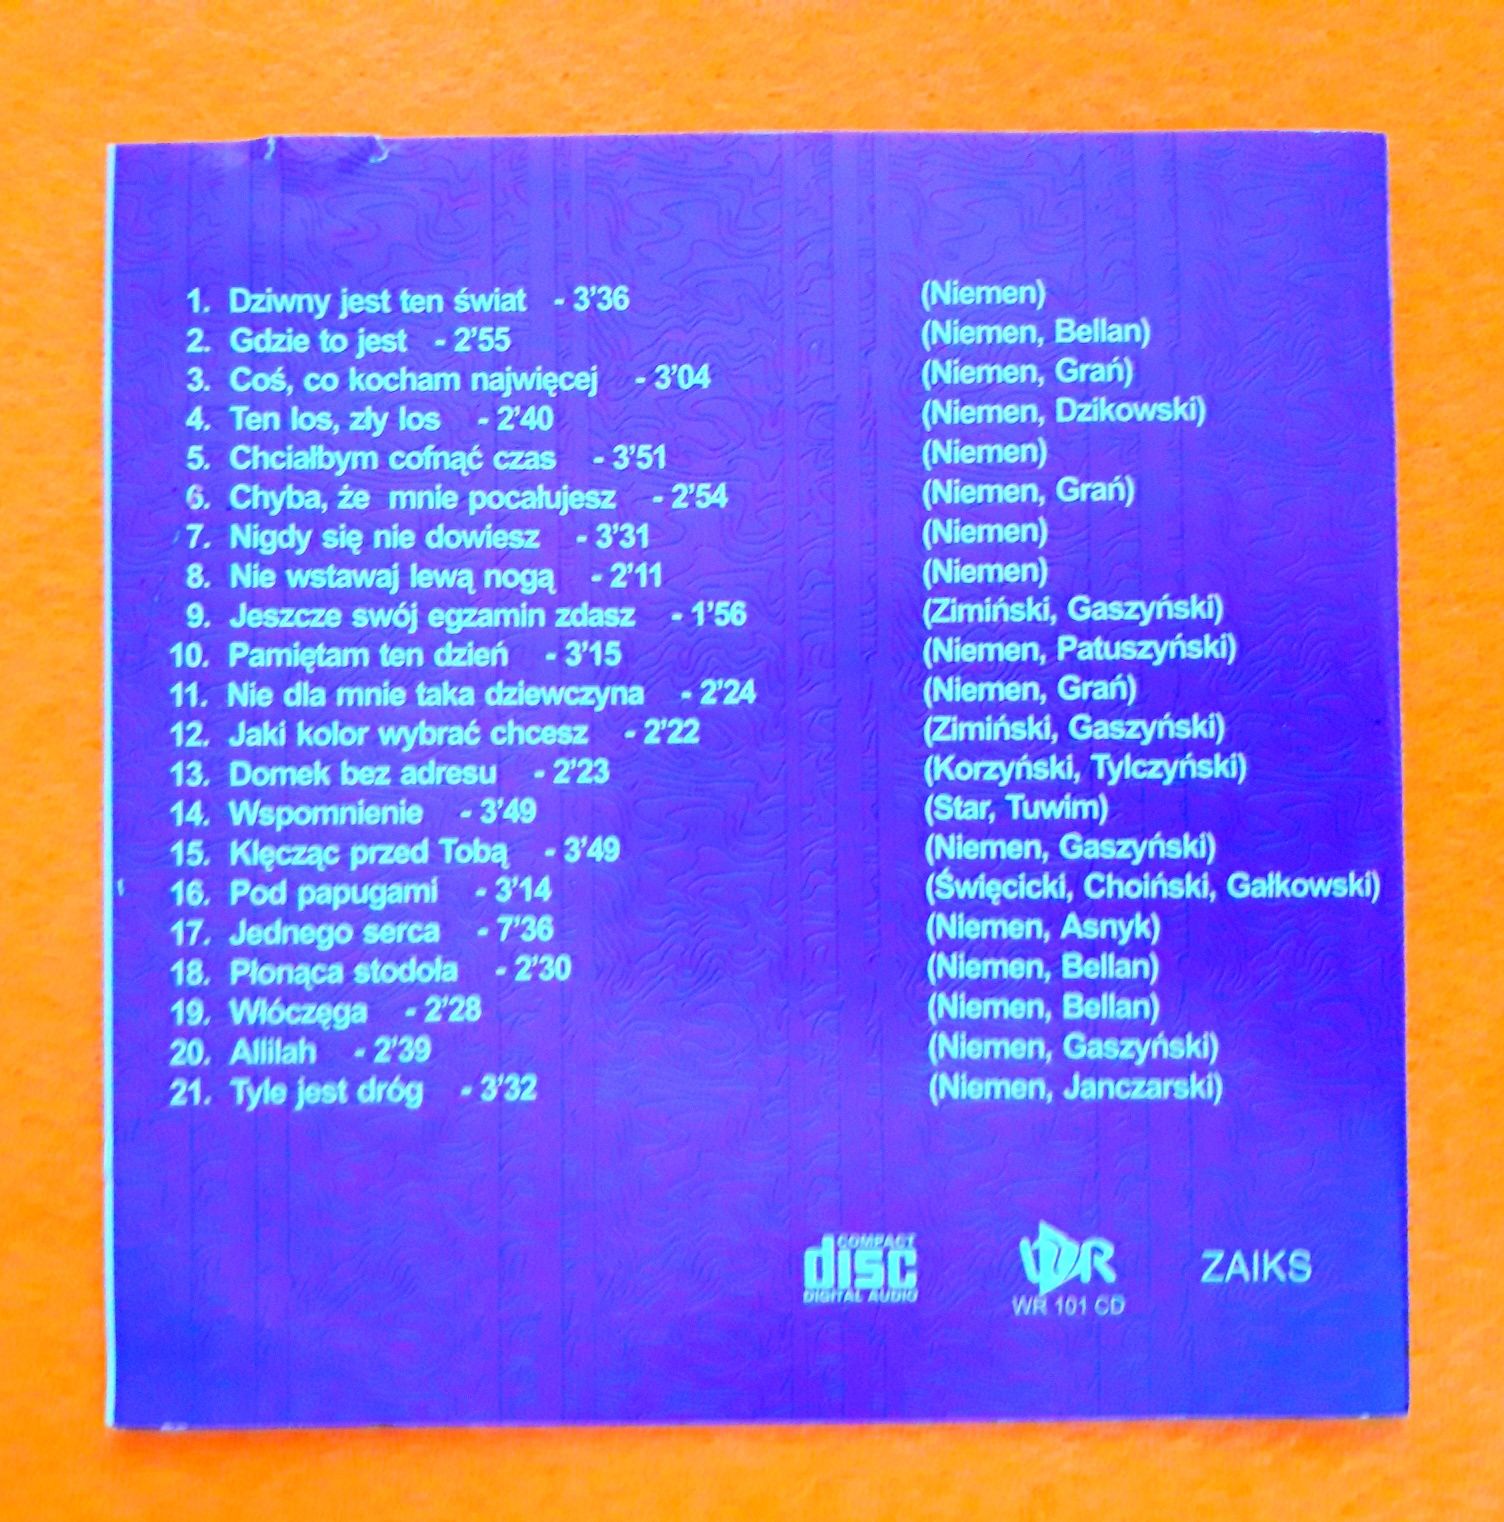 1. Dziwny jest ten świat - 3'36 (Niemen)
2. Gdzie to jest - 2'55 (Niemen, Bellan)
3. Coś, co kocham najwięcej - 3'04 (Niemen, Grań)
4. Ten los, zły los - 2'40 (Niemen, Dzikowski)
5. Chciałbym cofnąć czas - 3'51 (Niemen)
6. Chyba, że mnie pocałujesz - 2'54 (Niemen, Grań)
7. Nigdy się nie dowiesz - 3'31 (Niemen)
8. Nie wstawaj lewą nogą - 2'11 (Niemen)
9. Jeszcze swój egzamin zdasz - 1'56 (Zimiński, Gaszyński)
10. Pamiętam ten dzień - 3'15 (Niemen, Patuszyński)
11. Nie dla mnie taka dziewczyna - 2'24 (Niemen, Grań)
12. Jaki kolor wybrać chcesz - 2'22 (Zimiński, Gaszyński)
13. Domek bez adresu - 2'23 (Korzyński, Tylczyński)
14. Wspomnienie - 3'49 (Star, Tuwim)
15. Klęcząc przed Tobą - 3'49 (Niemen, Gaszyński)
16. Pod papugami - 3'14 (Święcicki, Choiński, Gałkowski)
17. Jednego serca - 7'36 (Niemen, Asnyk)
18. Płonąca stodoła - 2'30 (Niemen, Bellan)
19. Włóczęga - 2'28 (Niemen, Bellan)
20. Allilah - 2'39 (Niemen, Gaszyński)
21. Tyle jest dróg - 3'32 (Niemen, Janczarski)
COMPACT
disc
DIGITAL AUDIO
WR
WR 101 CD
ZAIKS